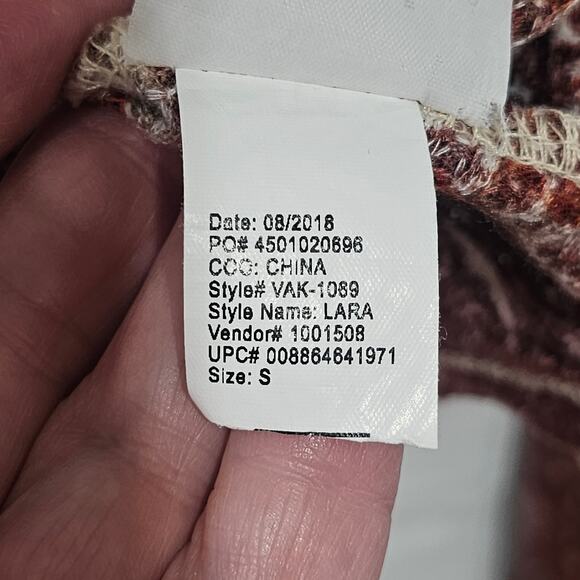 Date: 08/2018
PO# 4501020696
COO: CHINA
Style# VAK-1089
Style Name: LARA
Vendor# 1001508
UPC# 008864641971
Size: S